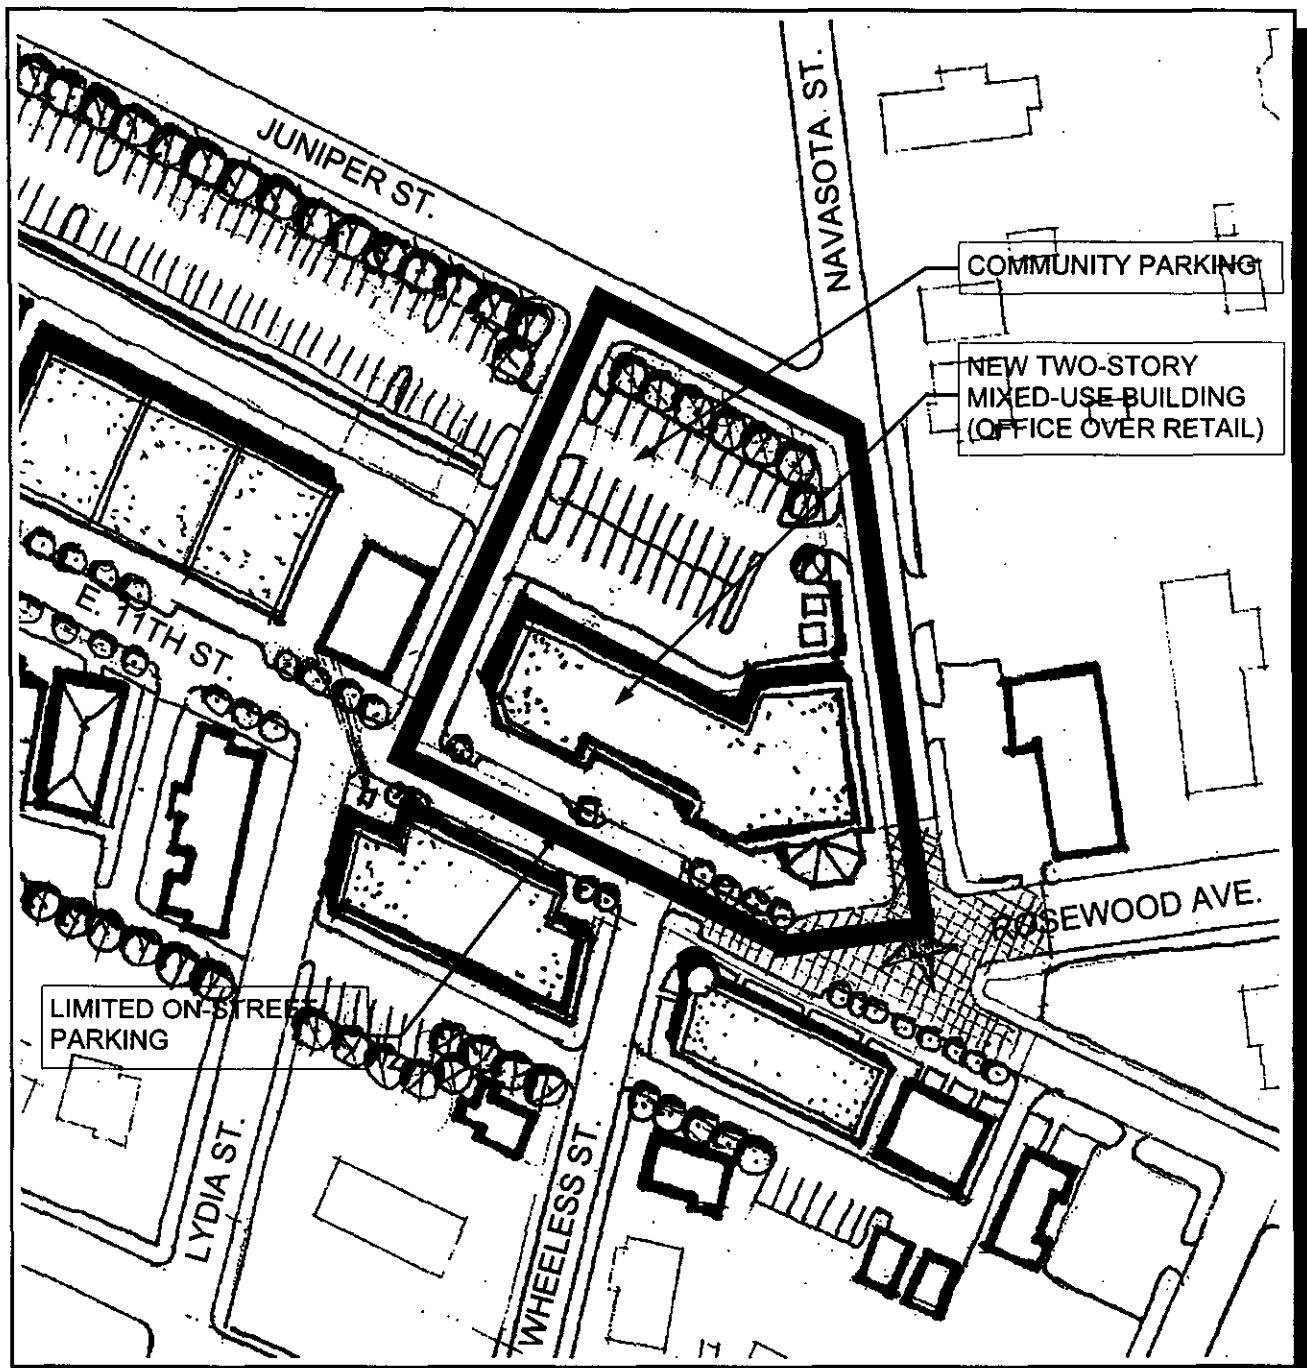 JUNIPER ST.
NAVASOTA ST.
COMMUNITY PARKING
NEW TWO-STORY
MIXED-USE BUILDING
(OFFICE OVER RETAIL)
E. 11TH ST.
ROSEWOOD AVE.
LIMITED ON-STREET
PARKING
LYDIA ST.
WHEELESS ST.